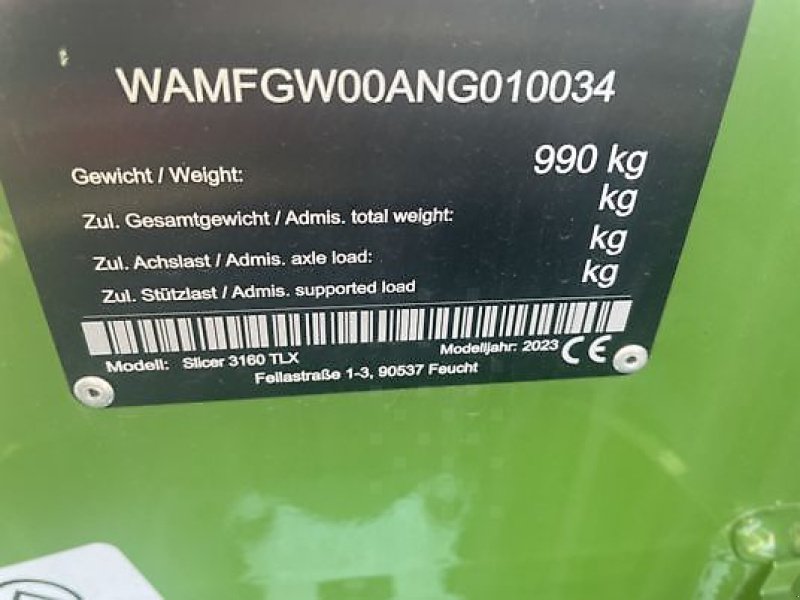 WAMFGW00ANG010034
Gewicht / Weight: 990 kg
Zul. Gesamtgewicht / Admis. total weight: kg
Zul. Achslast / Admis. axle load: kg
Zul. Stützlast / Admis. supported load kg
Modell: Slicer 3160 TLX Modelljahr: 2023 CE
Fellastraße 1-3, 90537 Feucht